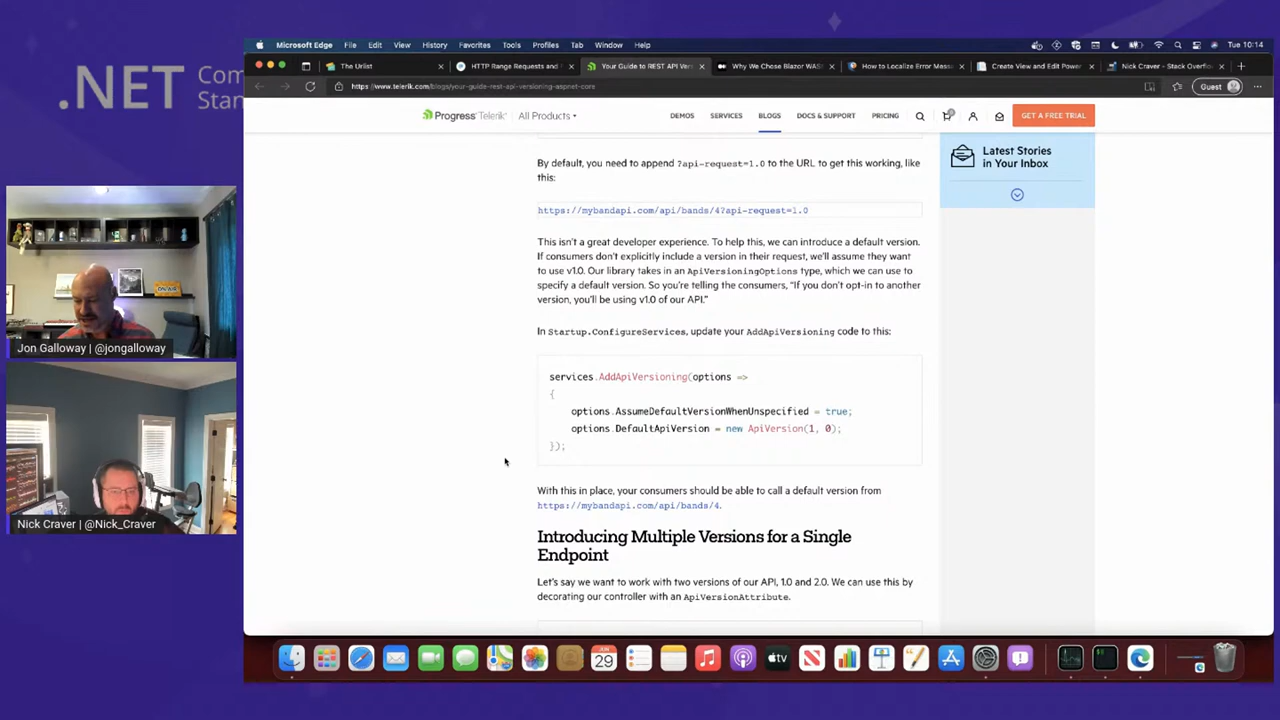 .NET Com
Stan
Microsoft Edge File Edit View History Favorites Tools Profiles Tab Window Help Tue 10:14
The Urlist
HTTP Range Requests and
Your Guide to REST API Vers
Why We Chose Blazor WAS
How to Localize Error Mess
Create View and Edit Power
Nick Craver - Stack Overflo
https://www.telerik.com/blogs/your-guide-rest-api-versioning-aspnet-core
Guest
Progress Telerik All Products
DEMOS SERVICES BLOGS DOCS & SUPPORT PRICING
GET A FREE TRIAL
Latest Stories
in Your Inbox
By default, you need to append ?api-request=1.0 to the URL to get this working, like
this:
https://mybandapi.com/api/bands/4?api-request=1.0
This isn't a great developer experience. To help this, we can introduce a default version.
If consumers don't explicitly include a version in their request, we'll assume they want
to use v1.0. Our library takes in an ApiVersioningOptions type, which we can use to
specify a default version. So you're telling the consumers, "If you don't opt-in to another
version, you'll be using v1.0 of our API."
In Startup.ConfigureServices, update your AddApiVersioning code to this:
services.AddApiVersioning(options =>
{
options.AssumeDefaultVersionWhenUnspecified = true;
options.DefaultApiVersion = new ApiVersion(1, 0);
});
With this in place, your consumers should be able to call a default version from
https://mybandapi.com/api/bands/4.
Introducing Multiple Versions for a Single
Endpoint
Let's say we want to work with two versions of our API, 1.0 and 2.0. We can use this by
decorating our controller with an ApiVersionAttribute.
Jon Galloway | @jongalloway
Nick Craver | @Nick_Craver
JUN
29
tv